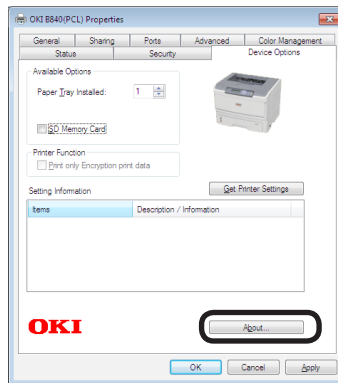 OKI B840(PCL) Properties
General Sharing Ports Advanced Color Management
Status Security Device Options
Available Options
Paper Tray Installed: 1
SD Memory Card
Printer Function
Print only Encryption print data
Setting Information Get Printer Settings
Items Description / Information
OKI About...
OK Cancel Apply